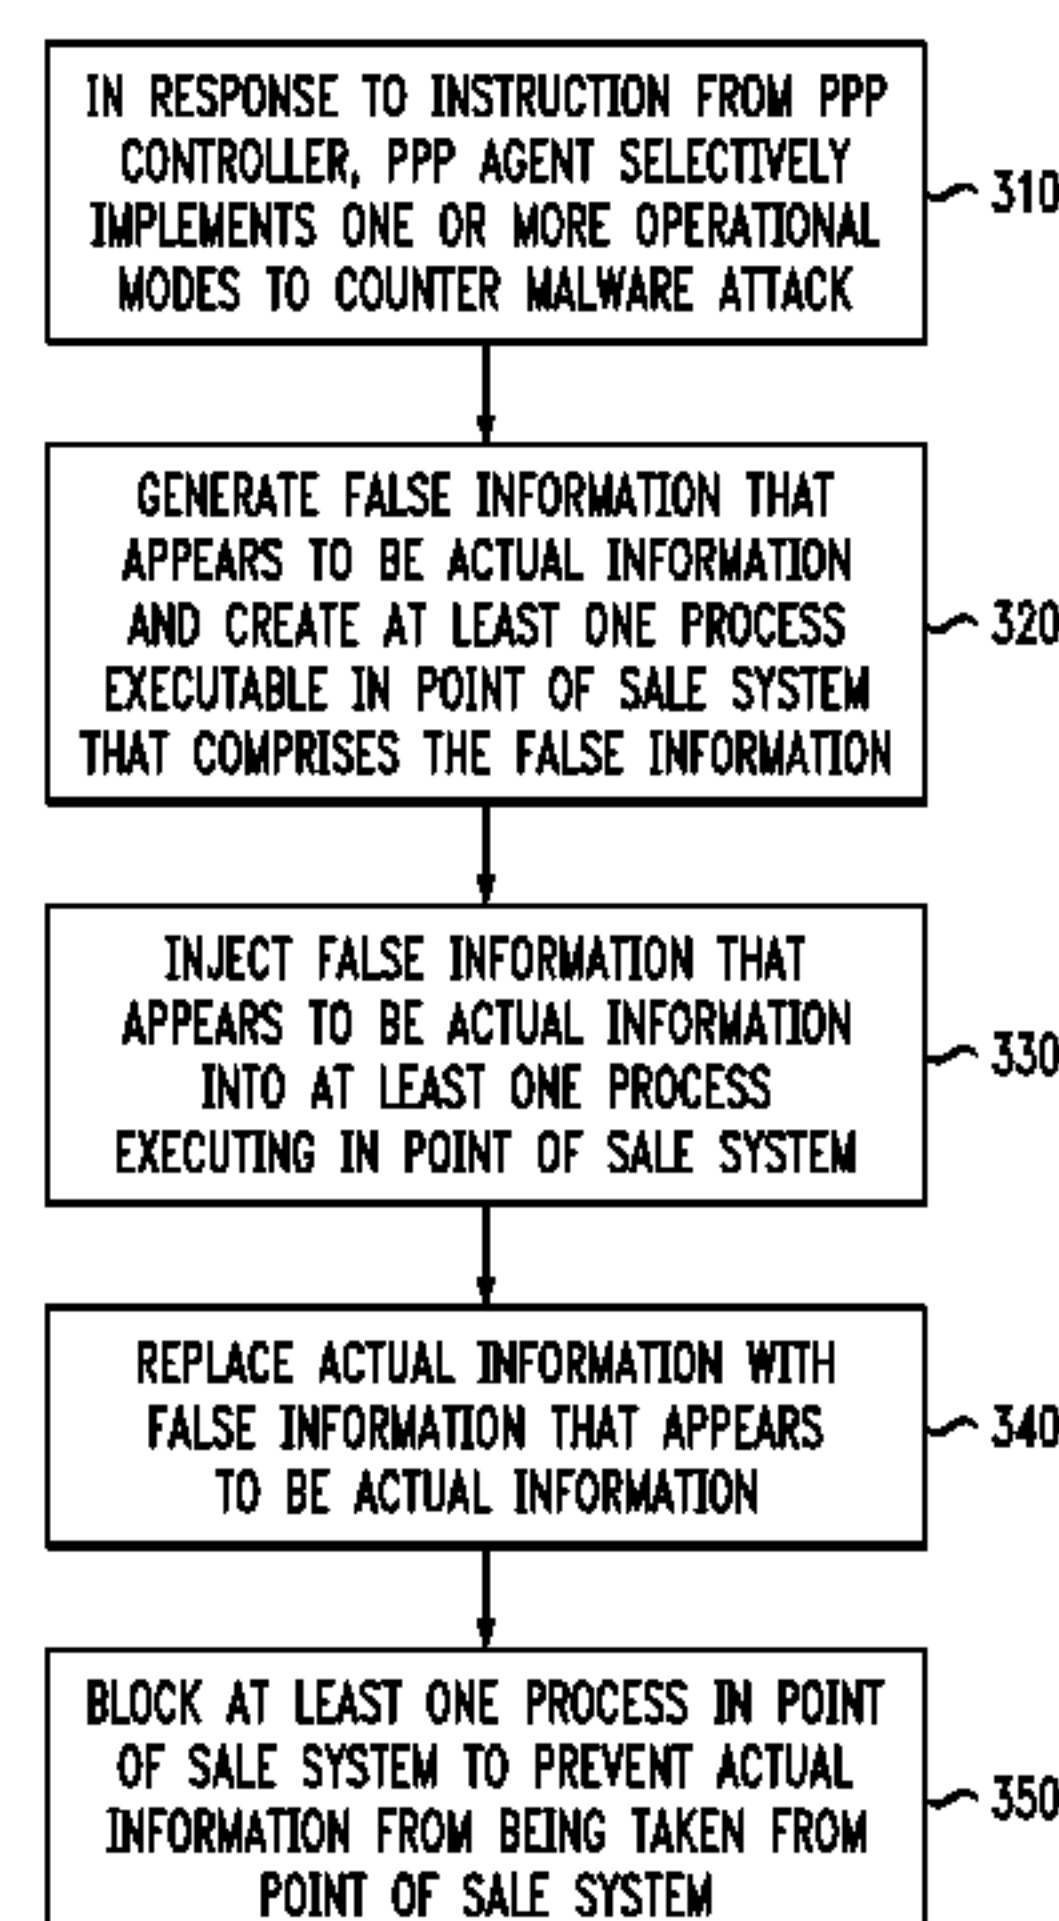 IN RESPONSE TO INSTRUCTION FROM PPP
CONTROLLER, PPP AGENT SELECTIVELY
IMPLEMENTS ONE OR MORE OPERATIONAL
MODES TO COUNTER MALWARE ATTACK
310
GENERATE FALSE INFORMATION THAT
APPEARS TO BE ACTUAL INFORMATION
AND CREATE AT LEAST ONE PROCESS
EXECUTABLE IN POINT OF SALE SYSTEM
THAT COMPRISES THE FALSE INFORMATION
320
INJECT FALSE INFORMATION THAT
APPEARS TO BE ACTUAL INFORMATION
INTO AT LEAST ONE PROCESS
EXECUTING IN POINT OF SALE SYSTEM
330
REPLACE ACTUAL INFORMATION WITH
FALSE INFORMATION THAT APPEARS
TO BE ACTUAL INFORMATION
340
BLOCK AT LEAST ONE PROCESS IN POINT
OF SALE SYSTEM TO PREVENT ACTUAL
INFORMATION FROM BEING TAKEN FROM
POINT OF SALE SYSTEM
350